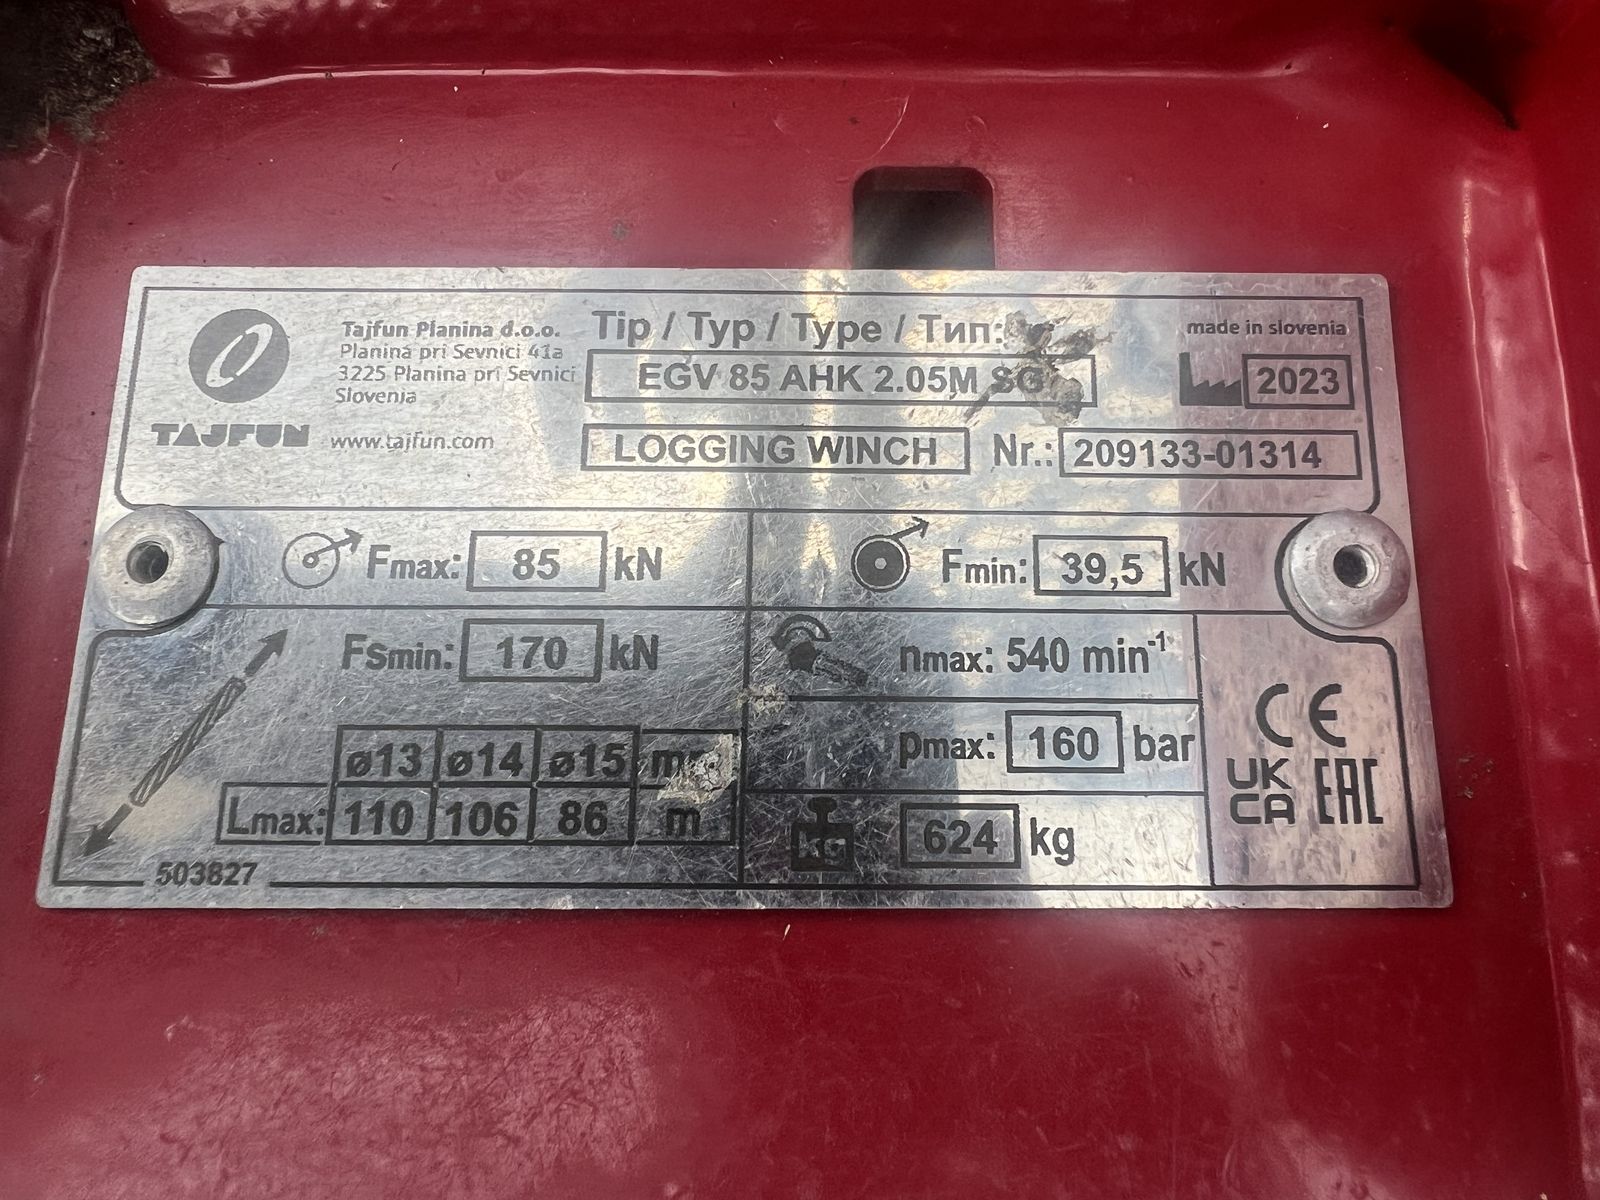 Tajfun Planina d.o.o.
Planina pri Sevnici 41a
3225 Planina pri Sevnici
Slovenia
TAJFUN www.tajfun.com
Tip / Typ / Type / Тип:
EGV 85 AHK 2.05M SG
made in slovenia
2023
LOGGING WINCH
Nr.: 209133-01314
Fmax: 85 kN
Fmin: 39,5 kN
Fsmin: 170 kN
nmax: 540 min⁻¹
ø13 ø14 ø15 mm
Lmax: 110 106 86 m
pmax: 160 bar
kg 624 kg
CE
UK
CA
EAC
503827